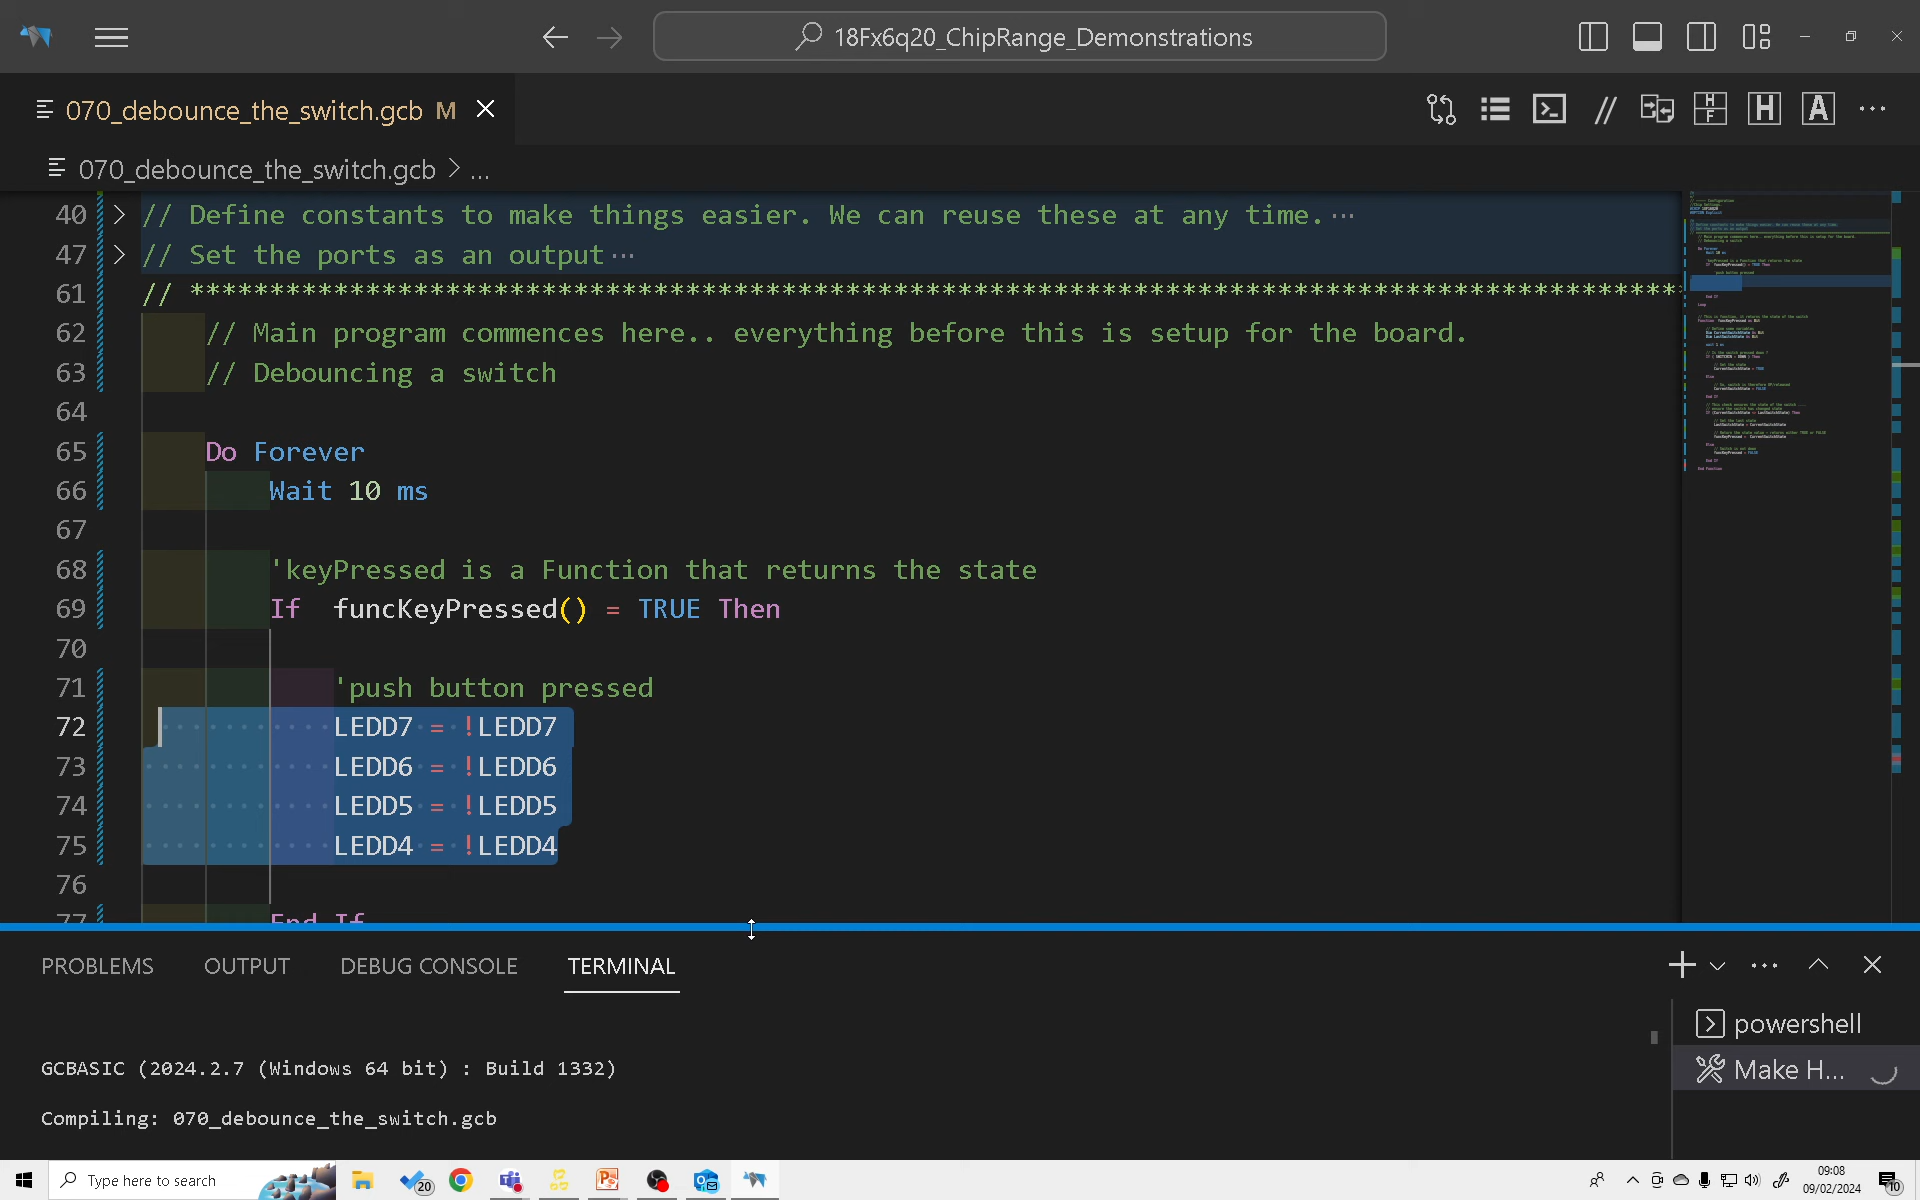 18Fx6q20_ChipRange_Demonstrations
070_debounce_the_switch.gcb M
H
F
H
A
070_debounce_the_switch.gcb > ...
40 // Define constants to make things easier. We can reuse these at any time. ...
47 // Set the ports as an output ...
61 // **********************************************************************************************
62 // Main program commences here.. everything before this is setup for the board.
63 // Debouncing a switch
64
65 Do Forever
66 Wait 10 ms
67
68 'keyPressed is a Function that returns the state
69 If  funcKeyPressed() = TRUE Then
70
71 'push button pressed
72 LEDD7 = !LEDD7
73 LEDD6 = !LEDD6
74 LEDD5 = !LEDD5
75 LEDD4 = !LEDD4
76
77 End If
PROBLEMS OUTPUT DEBUG CONSOLE TERMINAL
powershell
Make H...
GCBASIC (2024.2.7 (Windows 64 bit) : Build 1332)
Compiling: 070_debounce_the_switch.gcb
Type here to search
20
09:08
09/02/2024
10